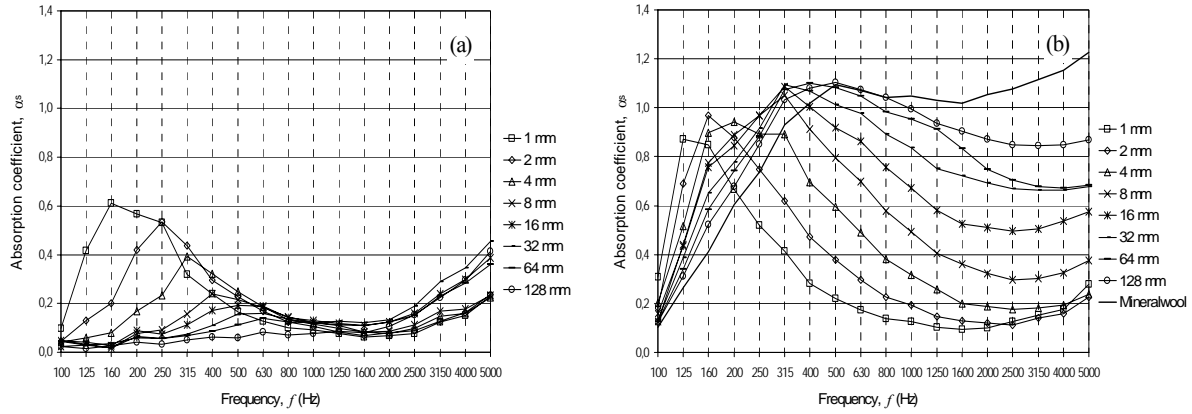 1,4
1,2
1,0
0,8
0,6
0,4
0,2
0,0
Absorption coefficient, αs
(a)
100 125 160 200 250 315 400 500 630 800 1000 1250 1600 2000 2500 3150 4000 5000
Frequency, f (Hz)
1 mm
2 mm
4 mm
8 mm
16 mm
32 mm
64 mm
128 mm
1,4
1,2
1,0
0,8
0,6
0,4
0,2
0,0
Absorption coefficient, αs
(b)
100 125 160 200 250 315 400 500 630 800 1000 1250 1600 2000 2500 3150 4000 5000
Frequency, f (Hz)
1 mm
2 mm
4 mm
8 mm
16 mm
32 mm
64 mm
128 mm
Mineralwool